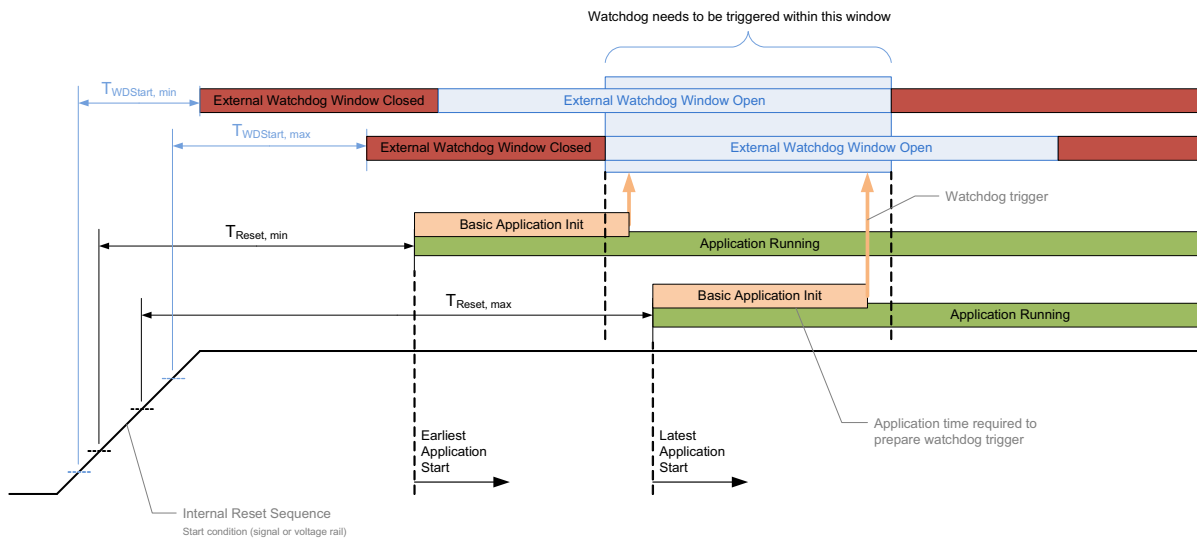 Watchdog needs to be triggered within this window
TWDStart, min
External Watchdog Window Closed
External Watchdog Window Open
TWDStart, max
External Watchdog Window Closed
External Watchdog Window Open
Watchdog trigger
Basic Application Init
TReset, min
Application Running
Basic Application Init
TReset, max
Application Running
Application time required to
prepare watchdog trigger
Earliest
Application
Start
Latest
Application
Start
Internal Reset Sequence
Start condition (signal or voltage rail)